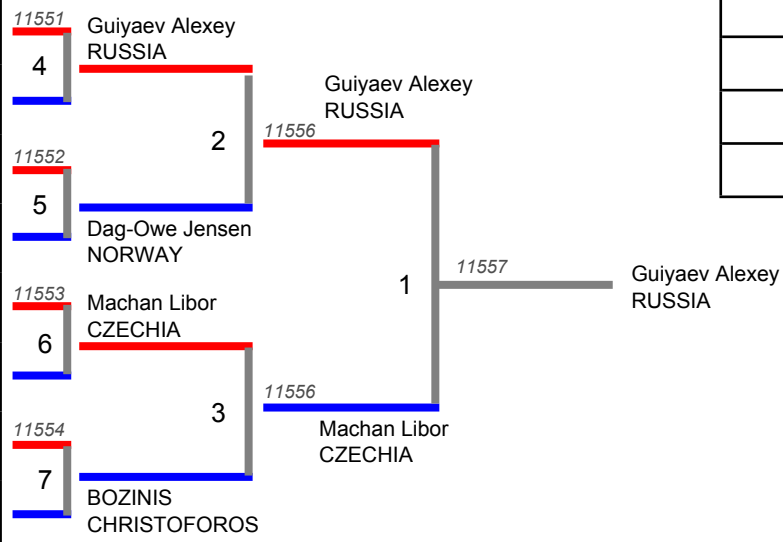 11551
Guiyaev Alexey
RUSSIA
4
Guiyaev Alexey
RUSSIA
2
11556
11552
5
Dag-Owe Jensen
NORWAY
11557
Guiyaev Alexey
RUSSIA
1
11553
Machan Libor
CZECHIA
6
11556
3
Machan Libor
CZECHIA
11554
7
BOZINIS
CHRISTOFOROS